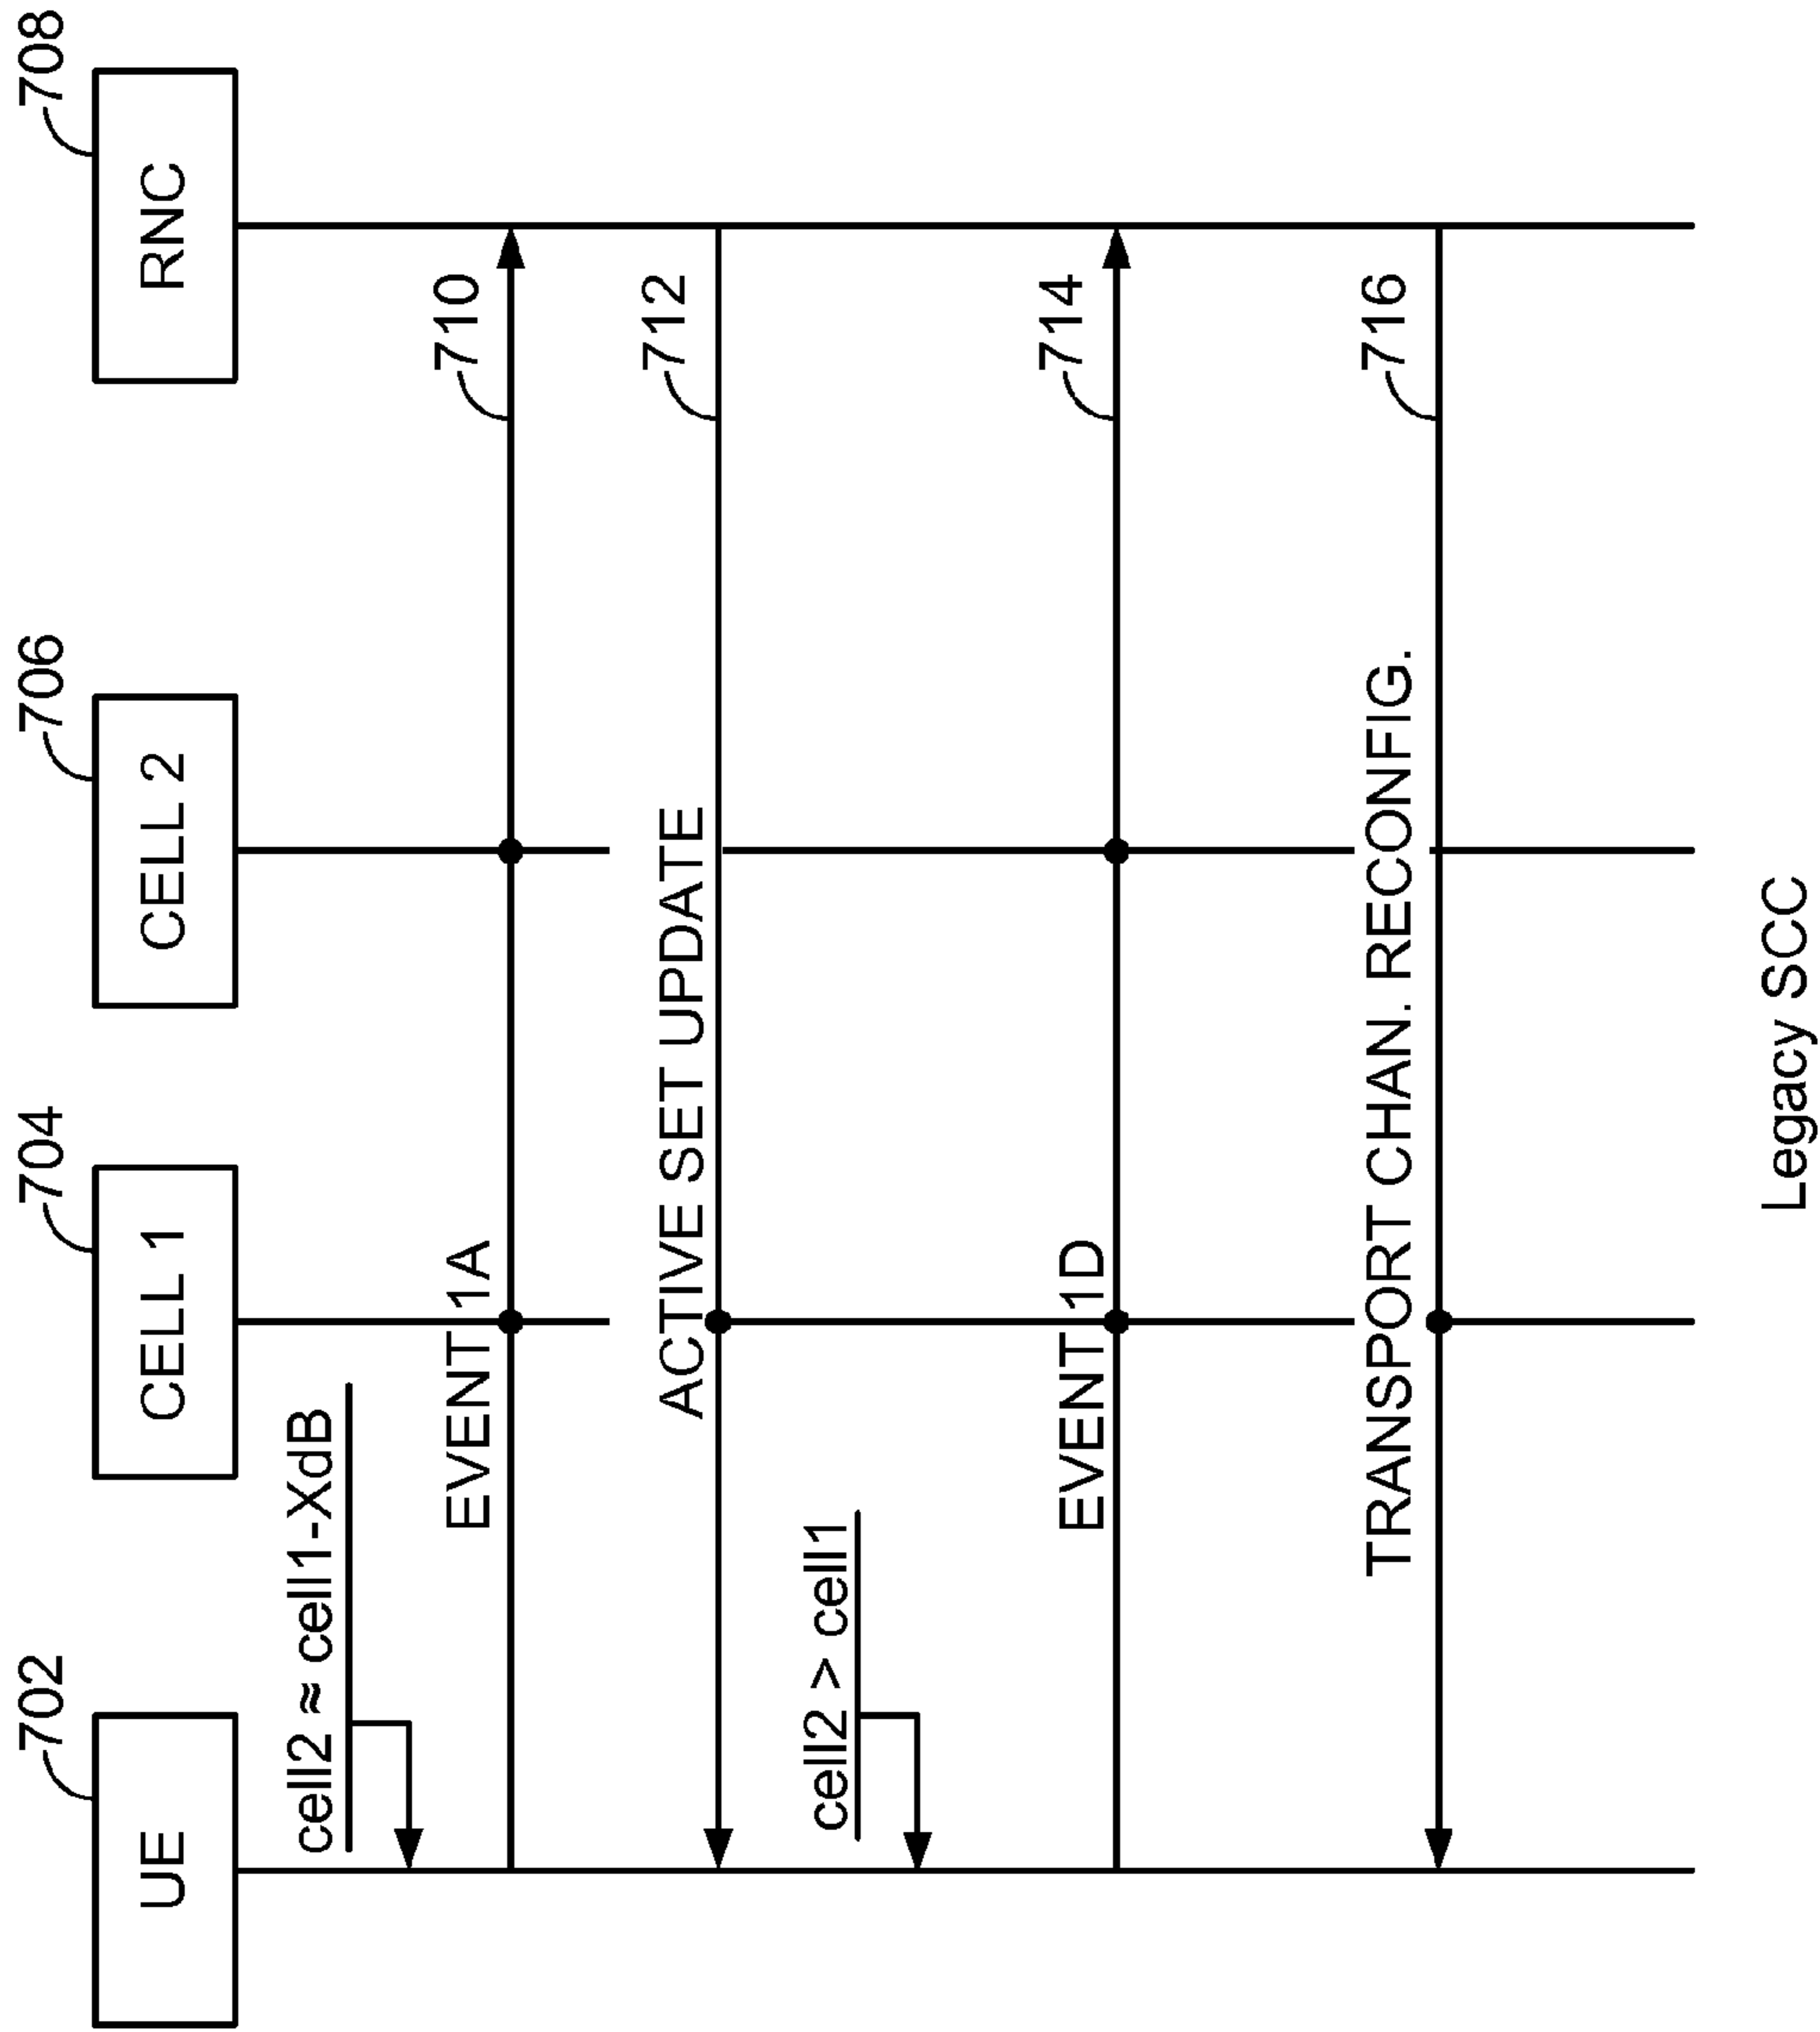 702
704
706
708
UE
CELL 1
CELL 2
RNC
cell2 ≈ cell1-XdB
EVENT 1A
710
ACTIVE SET UPDATE
712
cell2 > cell1
EVENT 1D
714
TRANSPORT CHAN. RECONFIG.
716
Legacy SCC